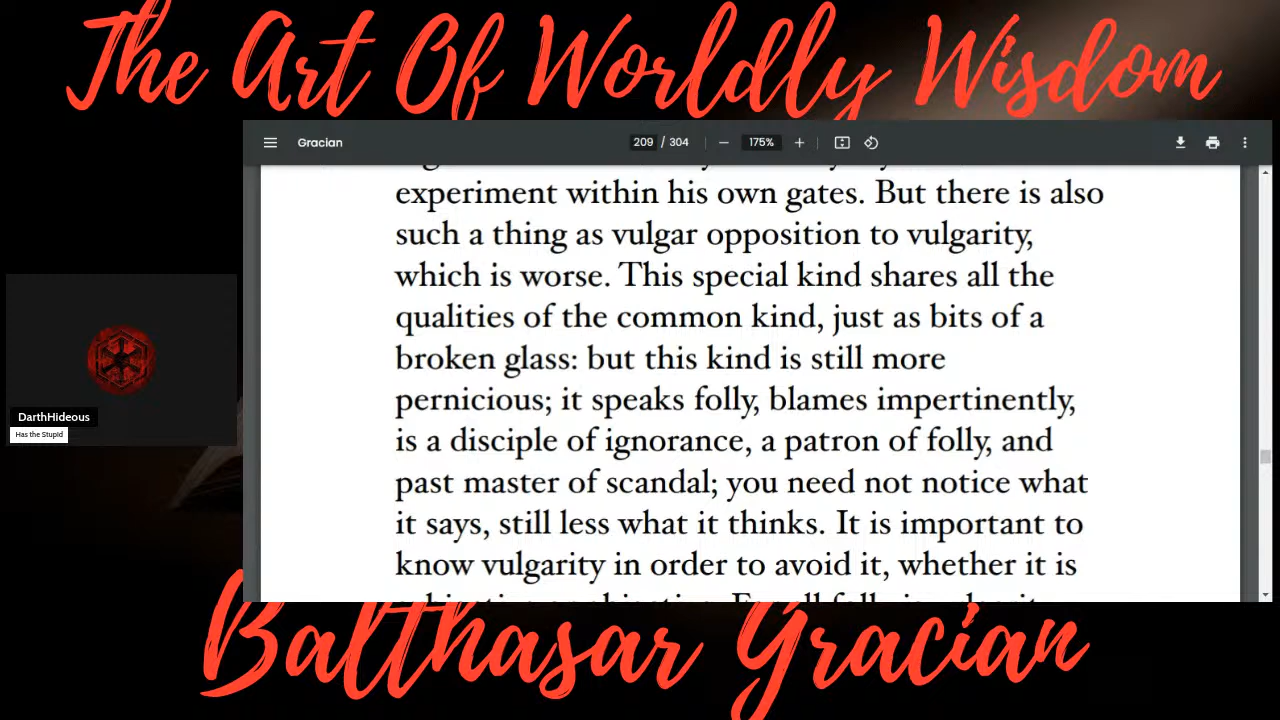 The Art Of Worldly Wisdom
Gracian
209 / 304
175%
experiment within his own gates. But there is also
such a thing as vulgar opposition to vulgarity,
which is worse. This special kind shares all the
qualities of the common kind, just as bits of a
broken glass: but this kind is still more
pernicious; it speaks folly, blames impertinently,
is a disciple of ignorance, a patron of folly, and
past master of scandal; you need not notice what
it says, still less what it thinks. It is important to
know vulgarity in order to avoid it, whether it is
DarthHideous
Has the Stupid
Balthasar Gracian